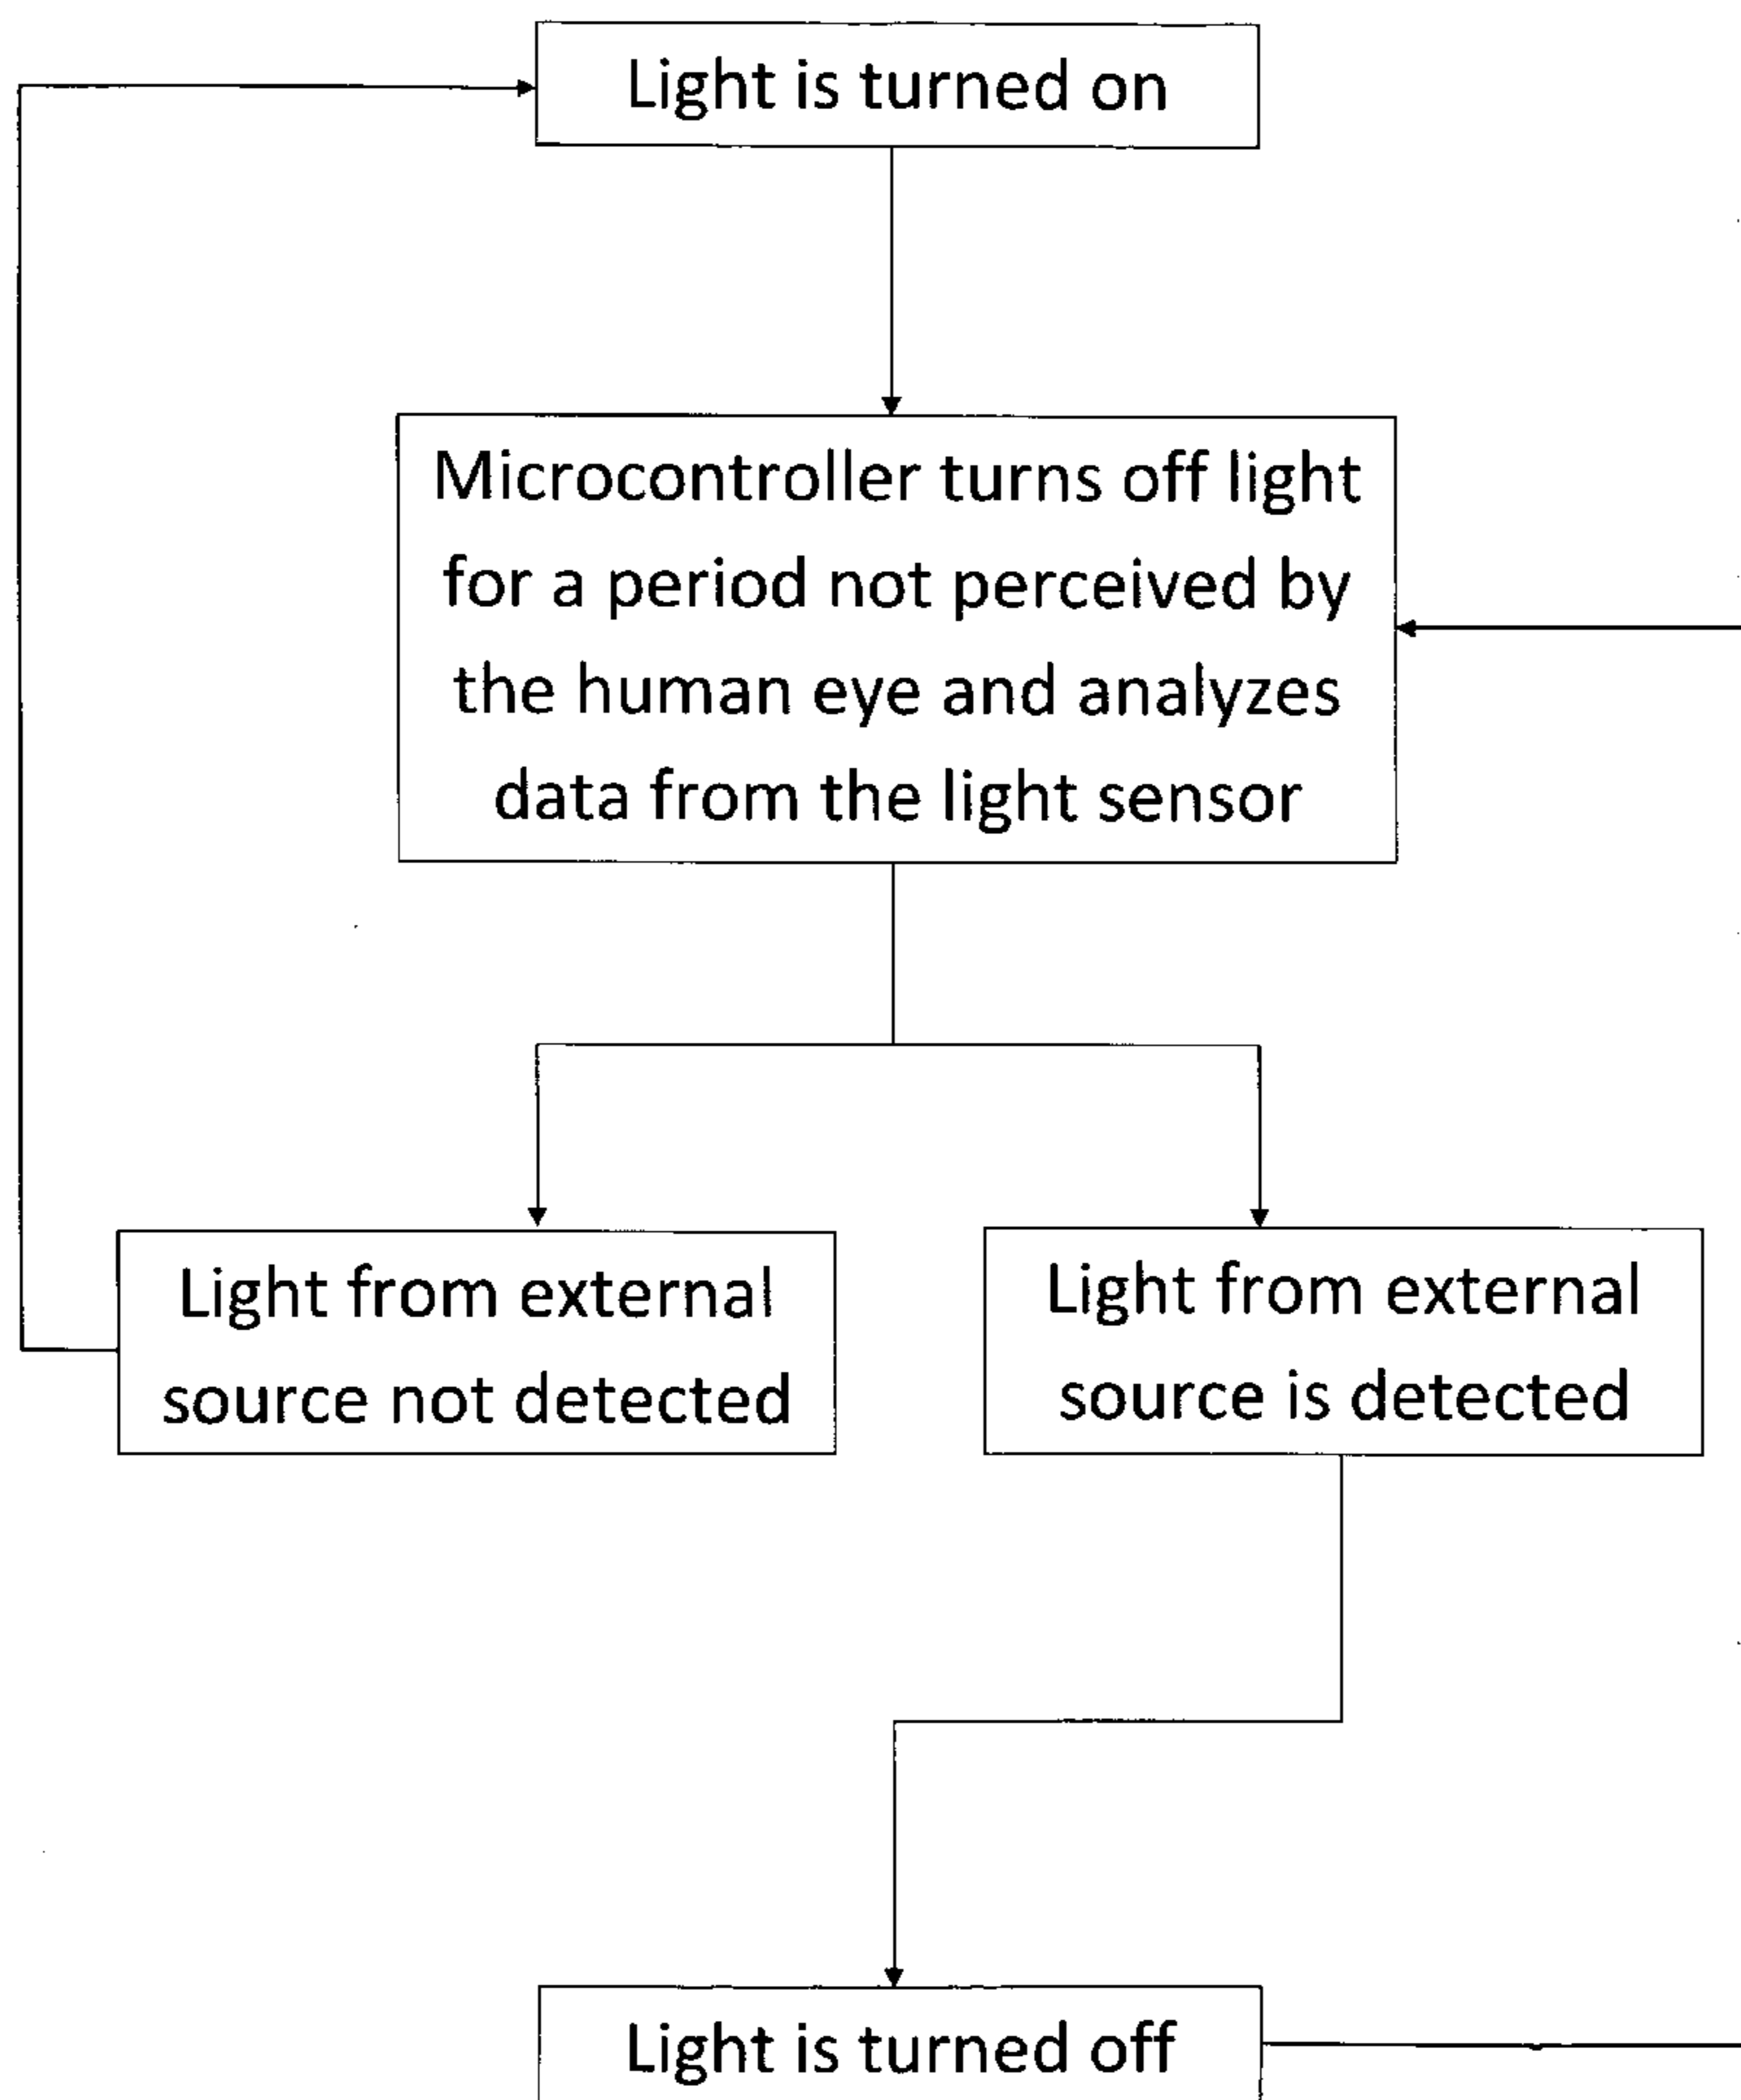 Light is turned on
Microcontroller turns off light
for a period not perceived by
the human eye and analyzes
data from the light sensor
Light from external
source not detected
Light from external
source is detected
Light is turned off